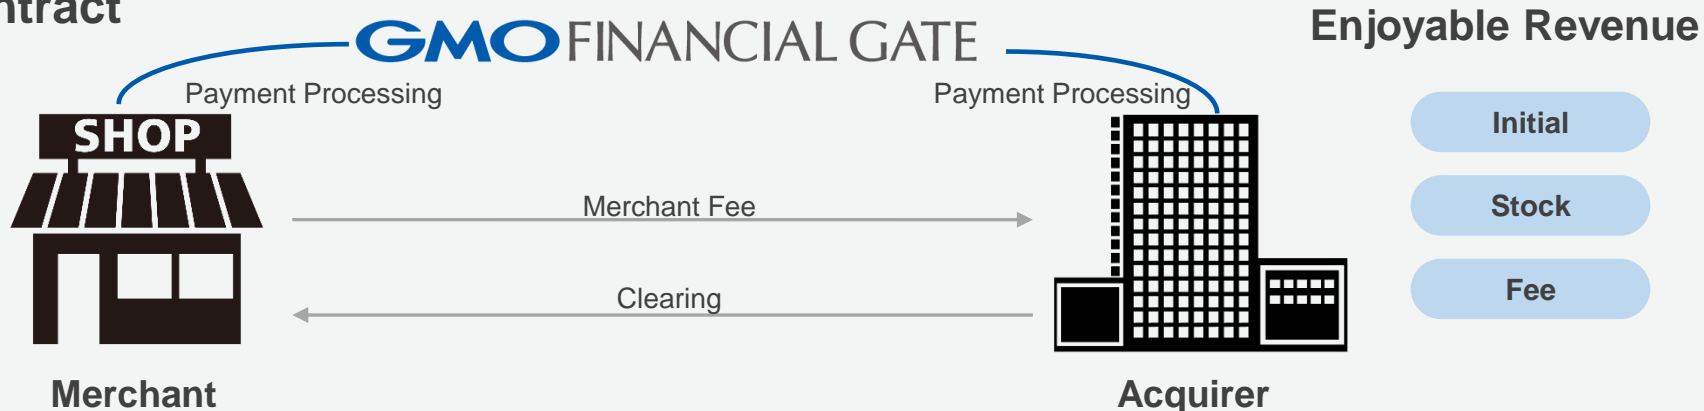 GMO FINANCIAL GATE
Enjoyable Revenue
Payment Processing
Payment Processing
SHOP
Initial
Merchant Fee
Stock
Clearing
Fee
Merchant
Acquirer